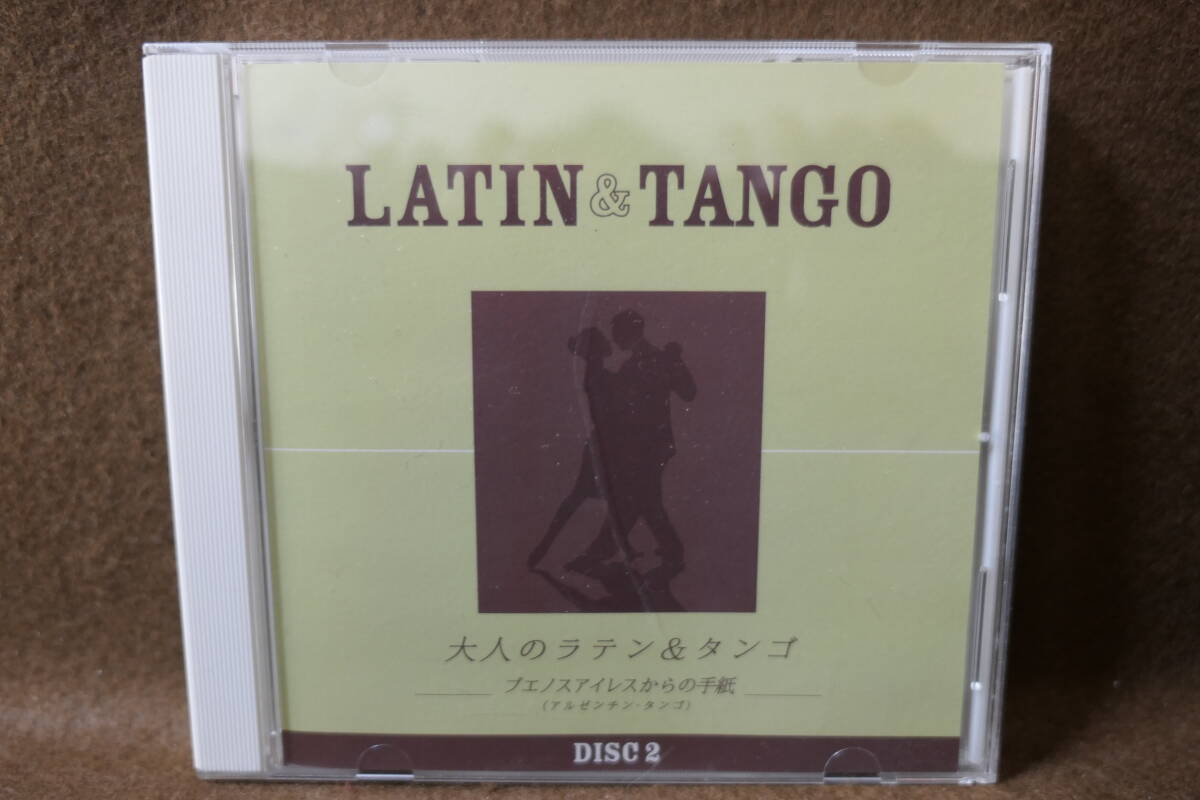 LATIN & TANGO
大人のラテン&タンゴ
ブエノスアイレスからの手紙
(アルゼンチン・タンゴ)
DISC 2